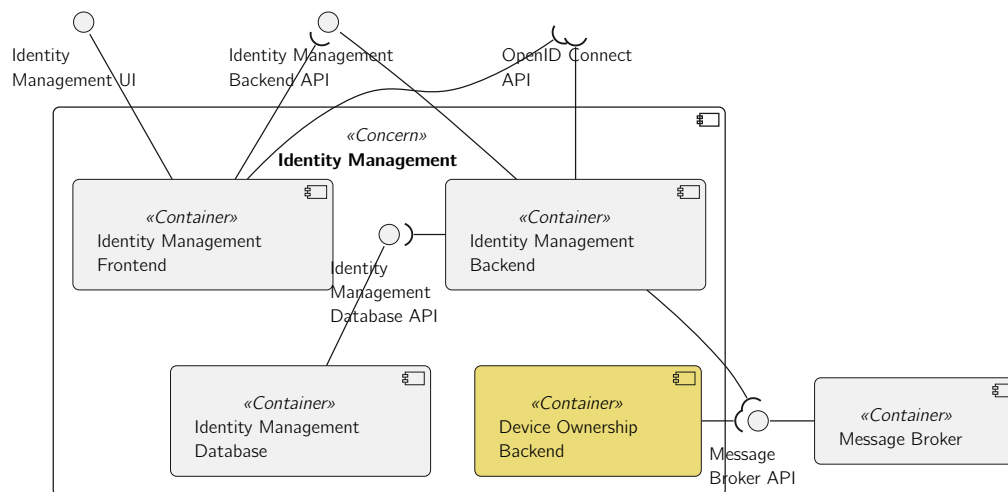 Identity
Management UI
Identity Management
Backend API
OpenID Connect
API
«Concern»
Identity Management
«Container»
Identity Management
Frontend
«Container»
Identity Management
Backend
Identity
Management
Database API
«Container»
Identity Management
Database
«Container»
Device Ownership
Backend
Message
Broker API
«Container»
Message Broker